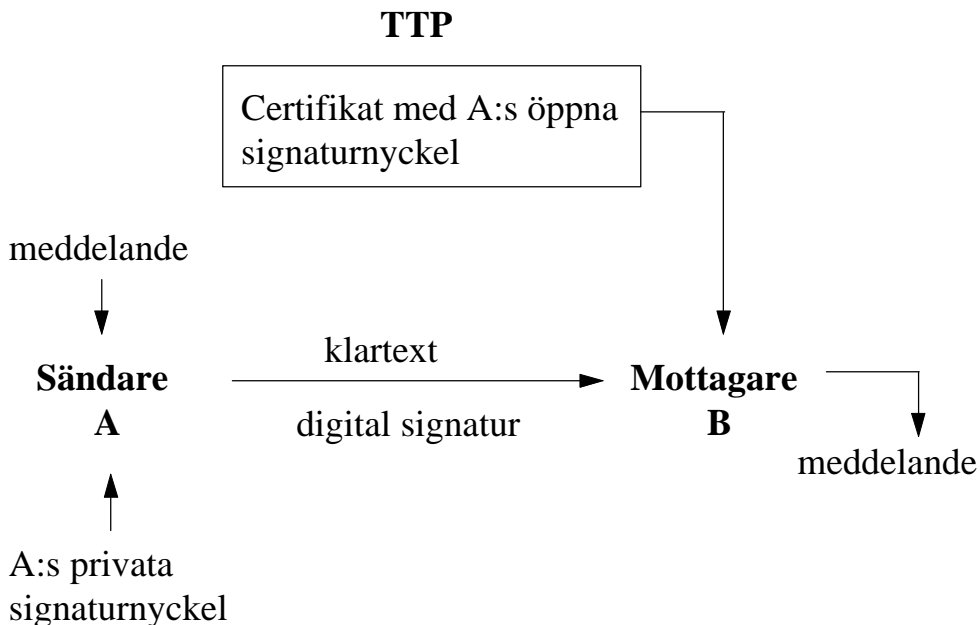 TTP
Certifikat med A:s öppna
signaturnyckel
meddelande
klartext
Sändare
A
digital signatur
Mottagare
B
meddelande
A:s privata
signaturnyckel